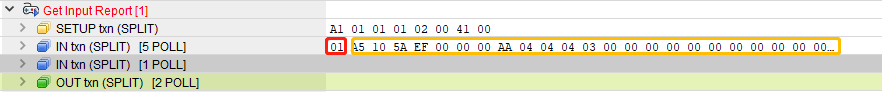 Get Input Report [1]
SETUP txn (SPLIT) A1 01 01 01 02 00 41 00
IN txn (SPLIT) [5 POLL] 01 A5 10 5A EF 00 00 00 AA 04 04 04 03 00 00 00 00 00 00 00 00 00 00 00 00…
IN txn (SPLIT) [1 POLL]
OUT txn (SPLIT) [2 POLL]